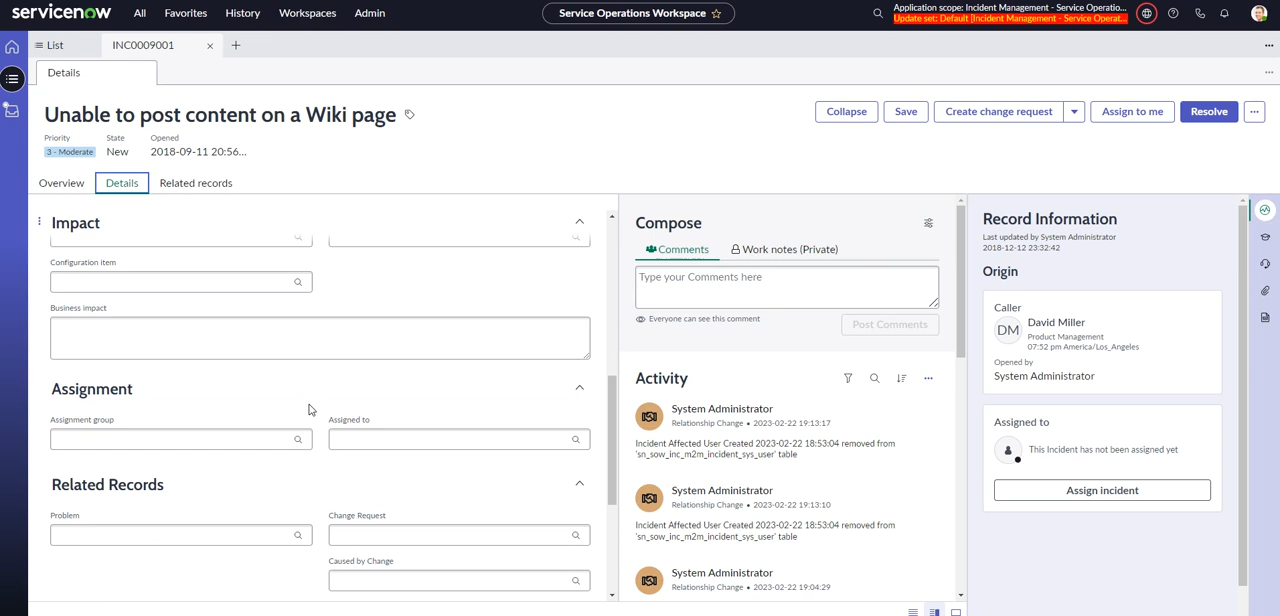 servicenow
All
Favorites
History
Workspaces
Admin
Service Operations Workspace
Application scope: Incident Management - Service Operatio...
Update set: Default [Incident Management - Service Operat...
List
INC0009001
Details
Unable to post content on a Wiki page
Collapse
Save
Create change request
Assign to me
Resolve
Priority
State
Opened
3 - Moderate
New
2018-09-11 20:56...
Overview
Details
Related records
Impact
Configuration item
Business impact
Assignment
Assignment group
Assigned to
Related Records
Problem
Change Request
Caused by Change
Compose
Comments
Work notes (Private)
Type your Comments here
Everyone can see this comment
Post Comments
Activity
System Administrator
Relationship Change • 2023-02-22 19:13:17
Incident Affected User Created 2023-02-22 18:53:04 removed from
'sn_sow_inc_m2m_incident_sys_user' table
System Administrator
Relationship Change • 2023-02-22 19:13:10
Incident Affected User Created 2023-02-22 18:53:04 removed from
'sn_sow_inc_m2m_incident_sys_user' table
System Administrator
Relationship Change • 2023-02-22 19:04:29
Record Information
Last updated by System Administrator
2018-12-12 23:32:42
Origin
Caller
DM
David Miller
Product Management
07:52 pm America/Los_Angeles
Opened by
System Administrator
Assigned to
This Incident has not been assigned yet
Assign incident